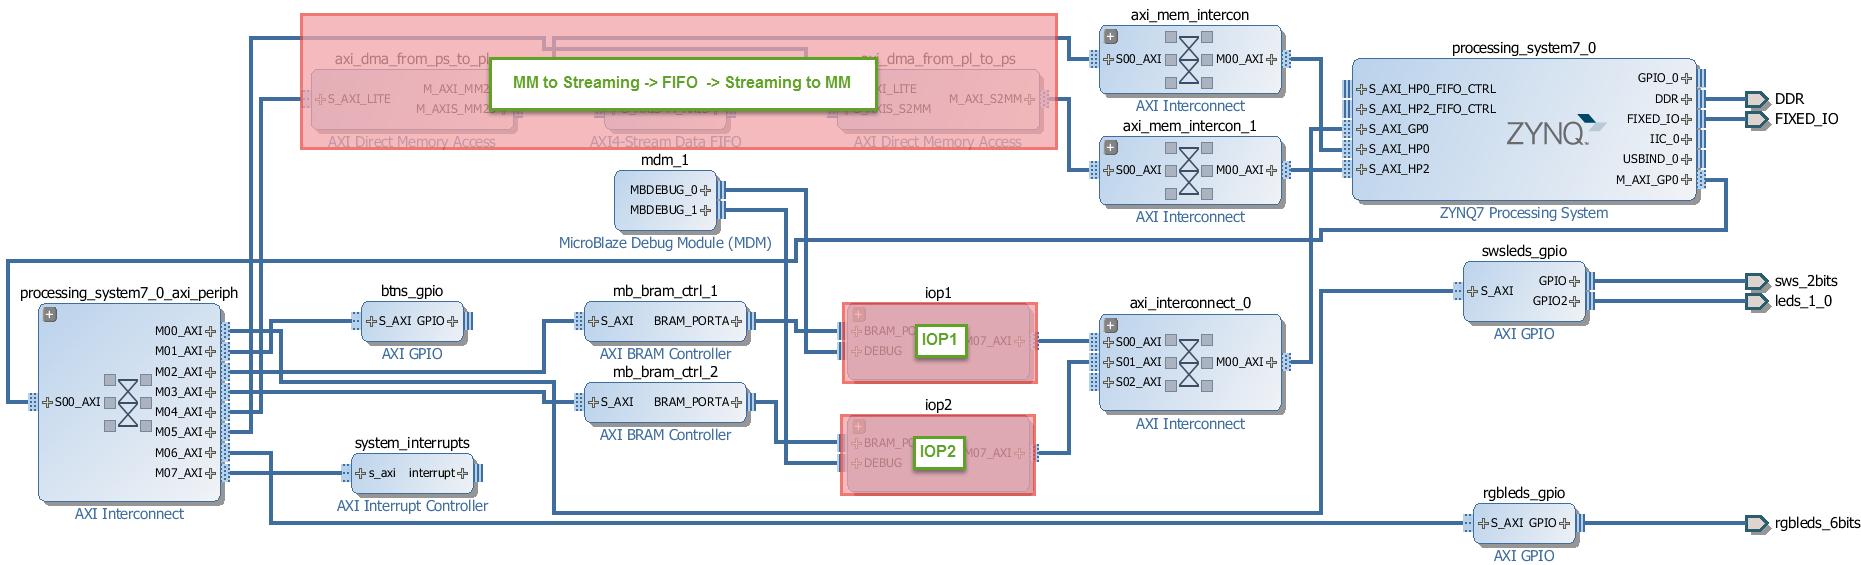 axi_dma_from_ps_to_pl
S_AXI_LITE
M_AXI_MM2S
M_AXIS_MM2S
AXI Direct Memory Access
MM to Streaming -> FIFO -> Streaming to MM
AXI4-Stream Data FIFO
axi_dma_from_pl_to_ps
S_AXI_LITE
S_AXIS_S2MM
M_AXI_S2MM
AXI Direct Memory Access
axi_mem_intercon
S00_AXI
M00_AXI
AXI Interconnect
axi_mem_intercon_1
S00_AXI
M00_AXI
AXI Interconnect
processing_system7_0
S_AXI_HP0_FIFO_CTRL
S_AXI_HP2_FIFO_CTRL
S_AXI_GP0
S_AXI_HP0
S_AXI_HP2
ZYNQ
GPIO_0
DDR
FIXED_IO
IIC_0
USBIND_0
M_AXI_GP0
ZYNQ7 Processing System
DDR
FIXED_IO
mdm_1
MBDEBUG_0
MBDEBUG_1
MicroBlaze Debug Module (MDM)
processing_system7_0_axi_periph
S00_AXI
M00_AXI
M01_AXI
M02_AXI
M03_AXI
M04_AXI
M05_AXI
M06_AXI
M07_AXI
AXI Interconnect
btns_gpio
S_AXI GPIO
AXI GPIO
system_interrupts
s_axi interrupt
AXI Interrupt Controller
mb_bram_ctrl_1
S_AXI BRAM_PORTA
AXI BRAM Controller
mb_bram_ctrl_2
S_AXI BRAM_PORTA
AXI BRAM Controller
iop1
DEBUG
IOP1
M07_AXI
iop2
DEBUG
IOP2
M07_AXI
axi_interconnect_0
S00_AXI
S01_AXI
S02_AXI
M00_AXI
AXI Interconnect
swsleds_gpio
S_AXI
GPIO
GPIO2
AXI GPIO
sws_2bits
leds_1_0
rgbleds_gpio
S_AXI GPIO
AXI GPIO
rgbleds_6bits